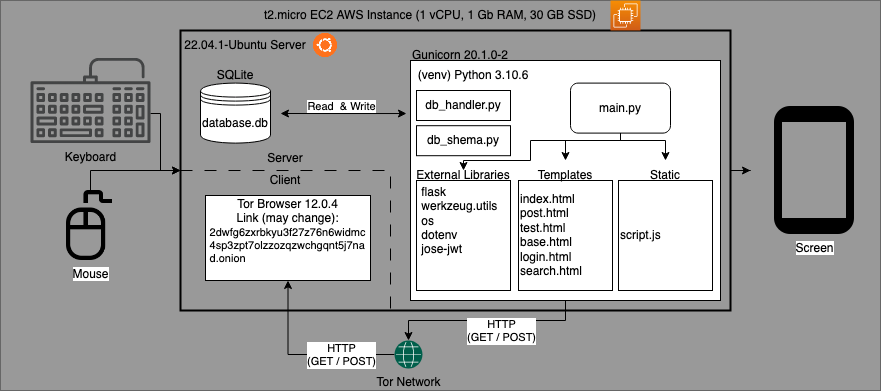 t2.micro EC2 AWS Instance (1 vCPU, 1 Gb RAM, 30 GB SSD)
22.04.1-Ubuntu Server
Gunicorn 20.1.0-2
(venv) Python 3.10.6
SQLite
database.db
Read & Write
db_handler.py
db_shema.py
main.py
Keyboard
Server
Client
External Libraries
flask
werkzeug.utils
os
dotenv
jose-jwt
Templates
index.html
post.html
test.html
base.html
login.html
search.html
Static
script.js
Tor Browser 12.0.4
Link (may change):
2dwfg6zxrbkyu3f27z76n6widmc
4sp3zpt7olzzozqzwchgqnt5j7na
d.onion
Mouse
Screen
HTTP
(GET / POST)
HTTP
(GET / POST)
Tor Network